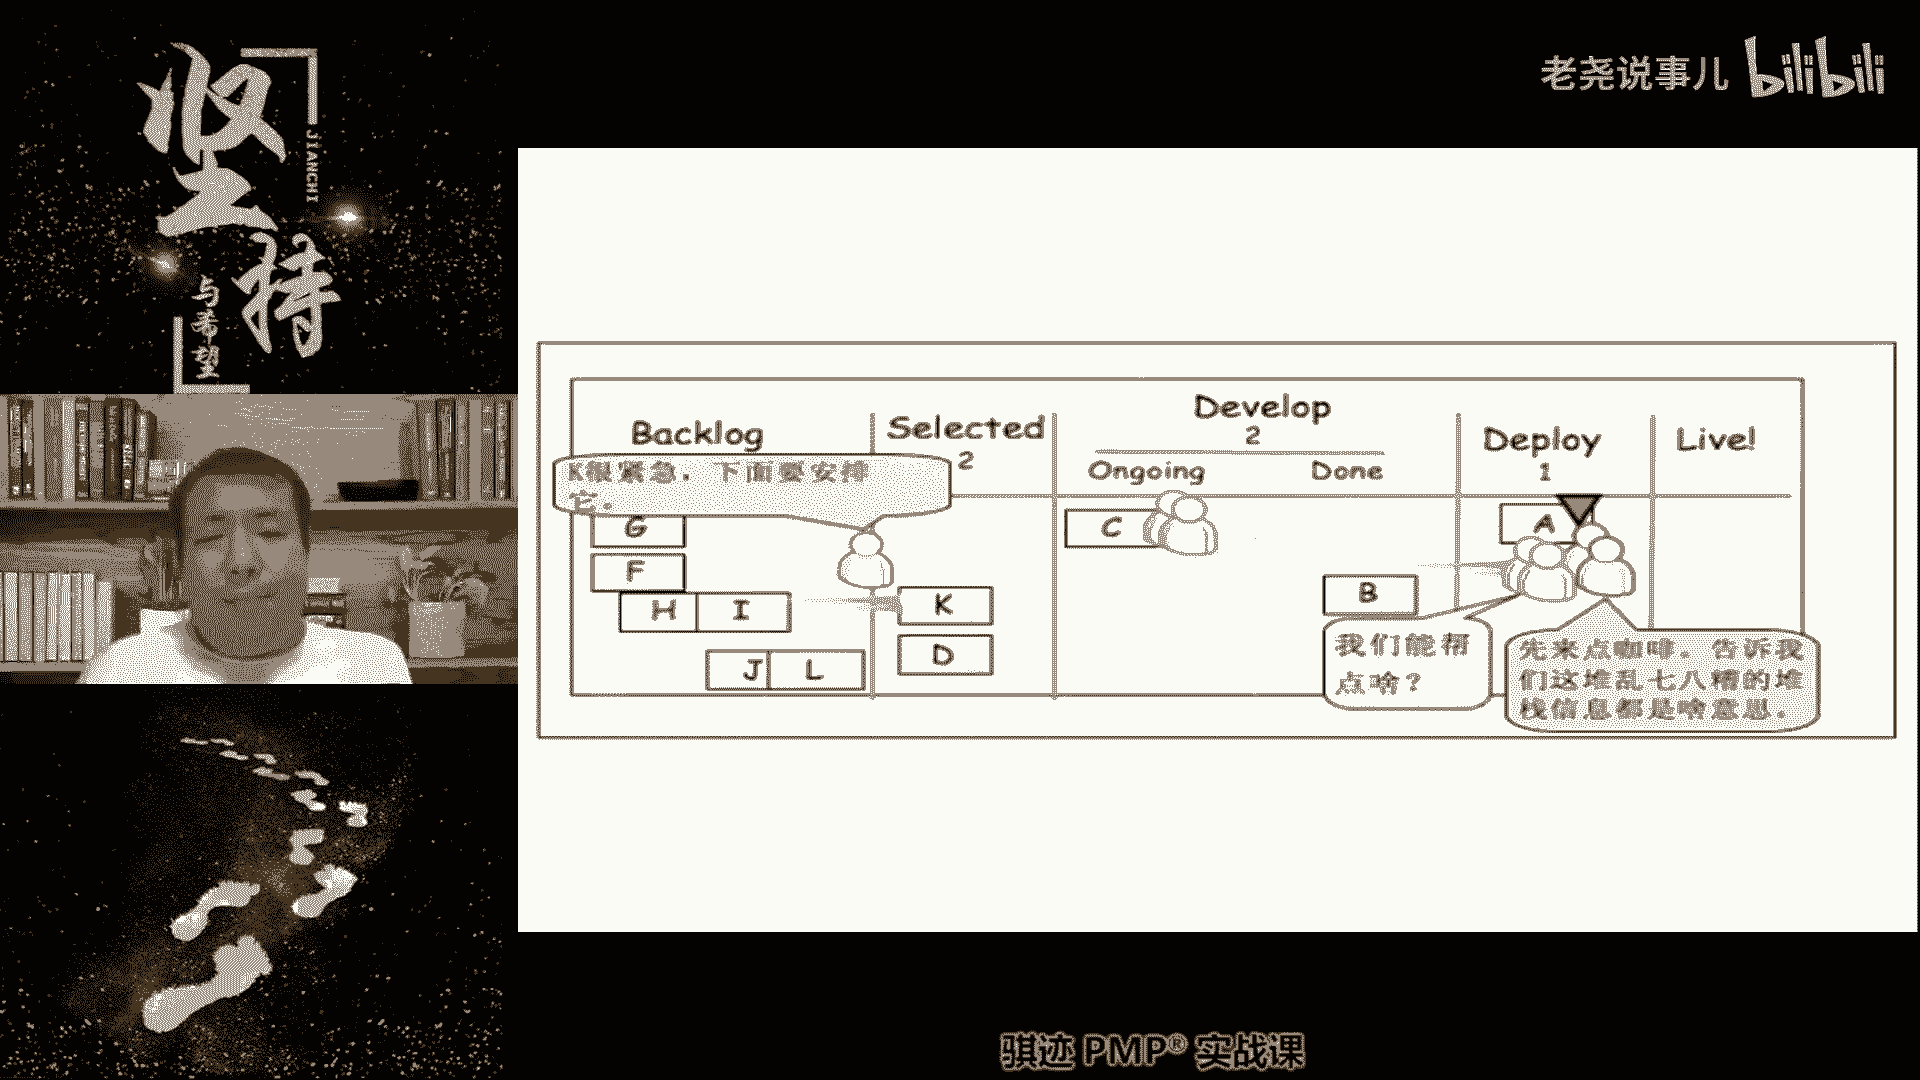 坚持
JIANCHI
与希望
老尧说事儿 bilibili
Backlog
Selected
2
Develop
2
Ongoing
Done
Deploy
1
Live!
K很紧急，下面要安排
它。
G
F
H
I
J
L
K
D
C
B
A
我们能帮
点啥？
先来点咖啡。告诉我
们这堆乱七八糟的堆
栈信息都是啥意思。
骐迹 PMP® 实战课